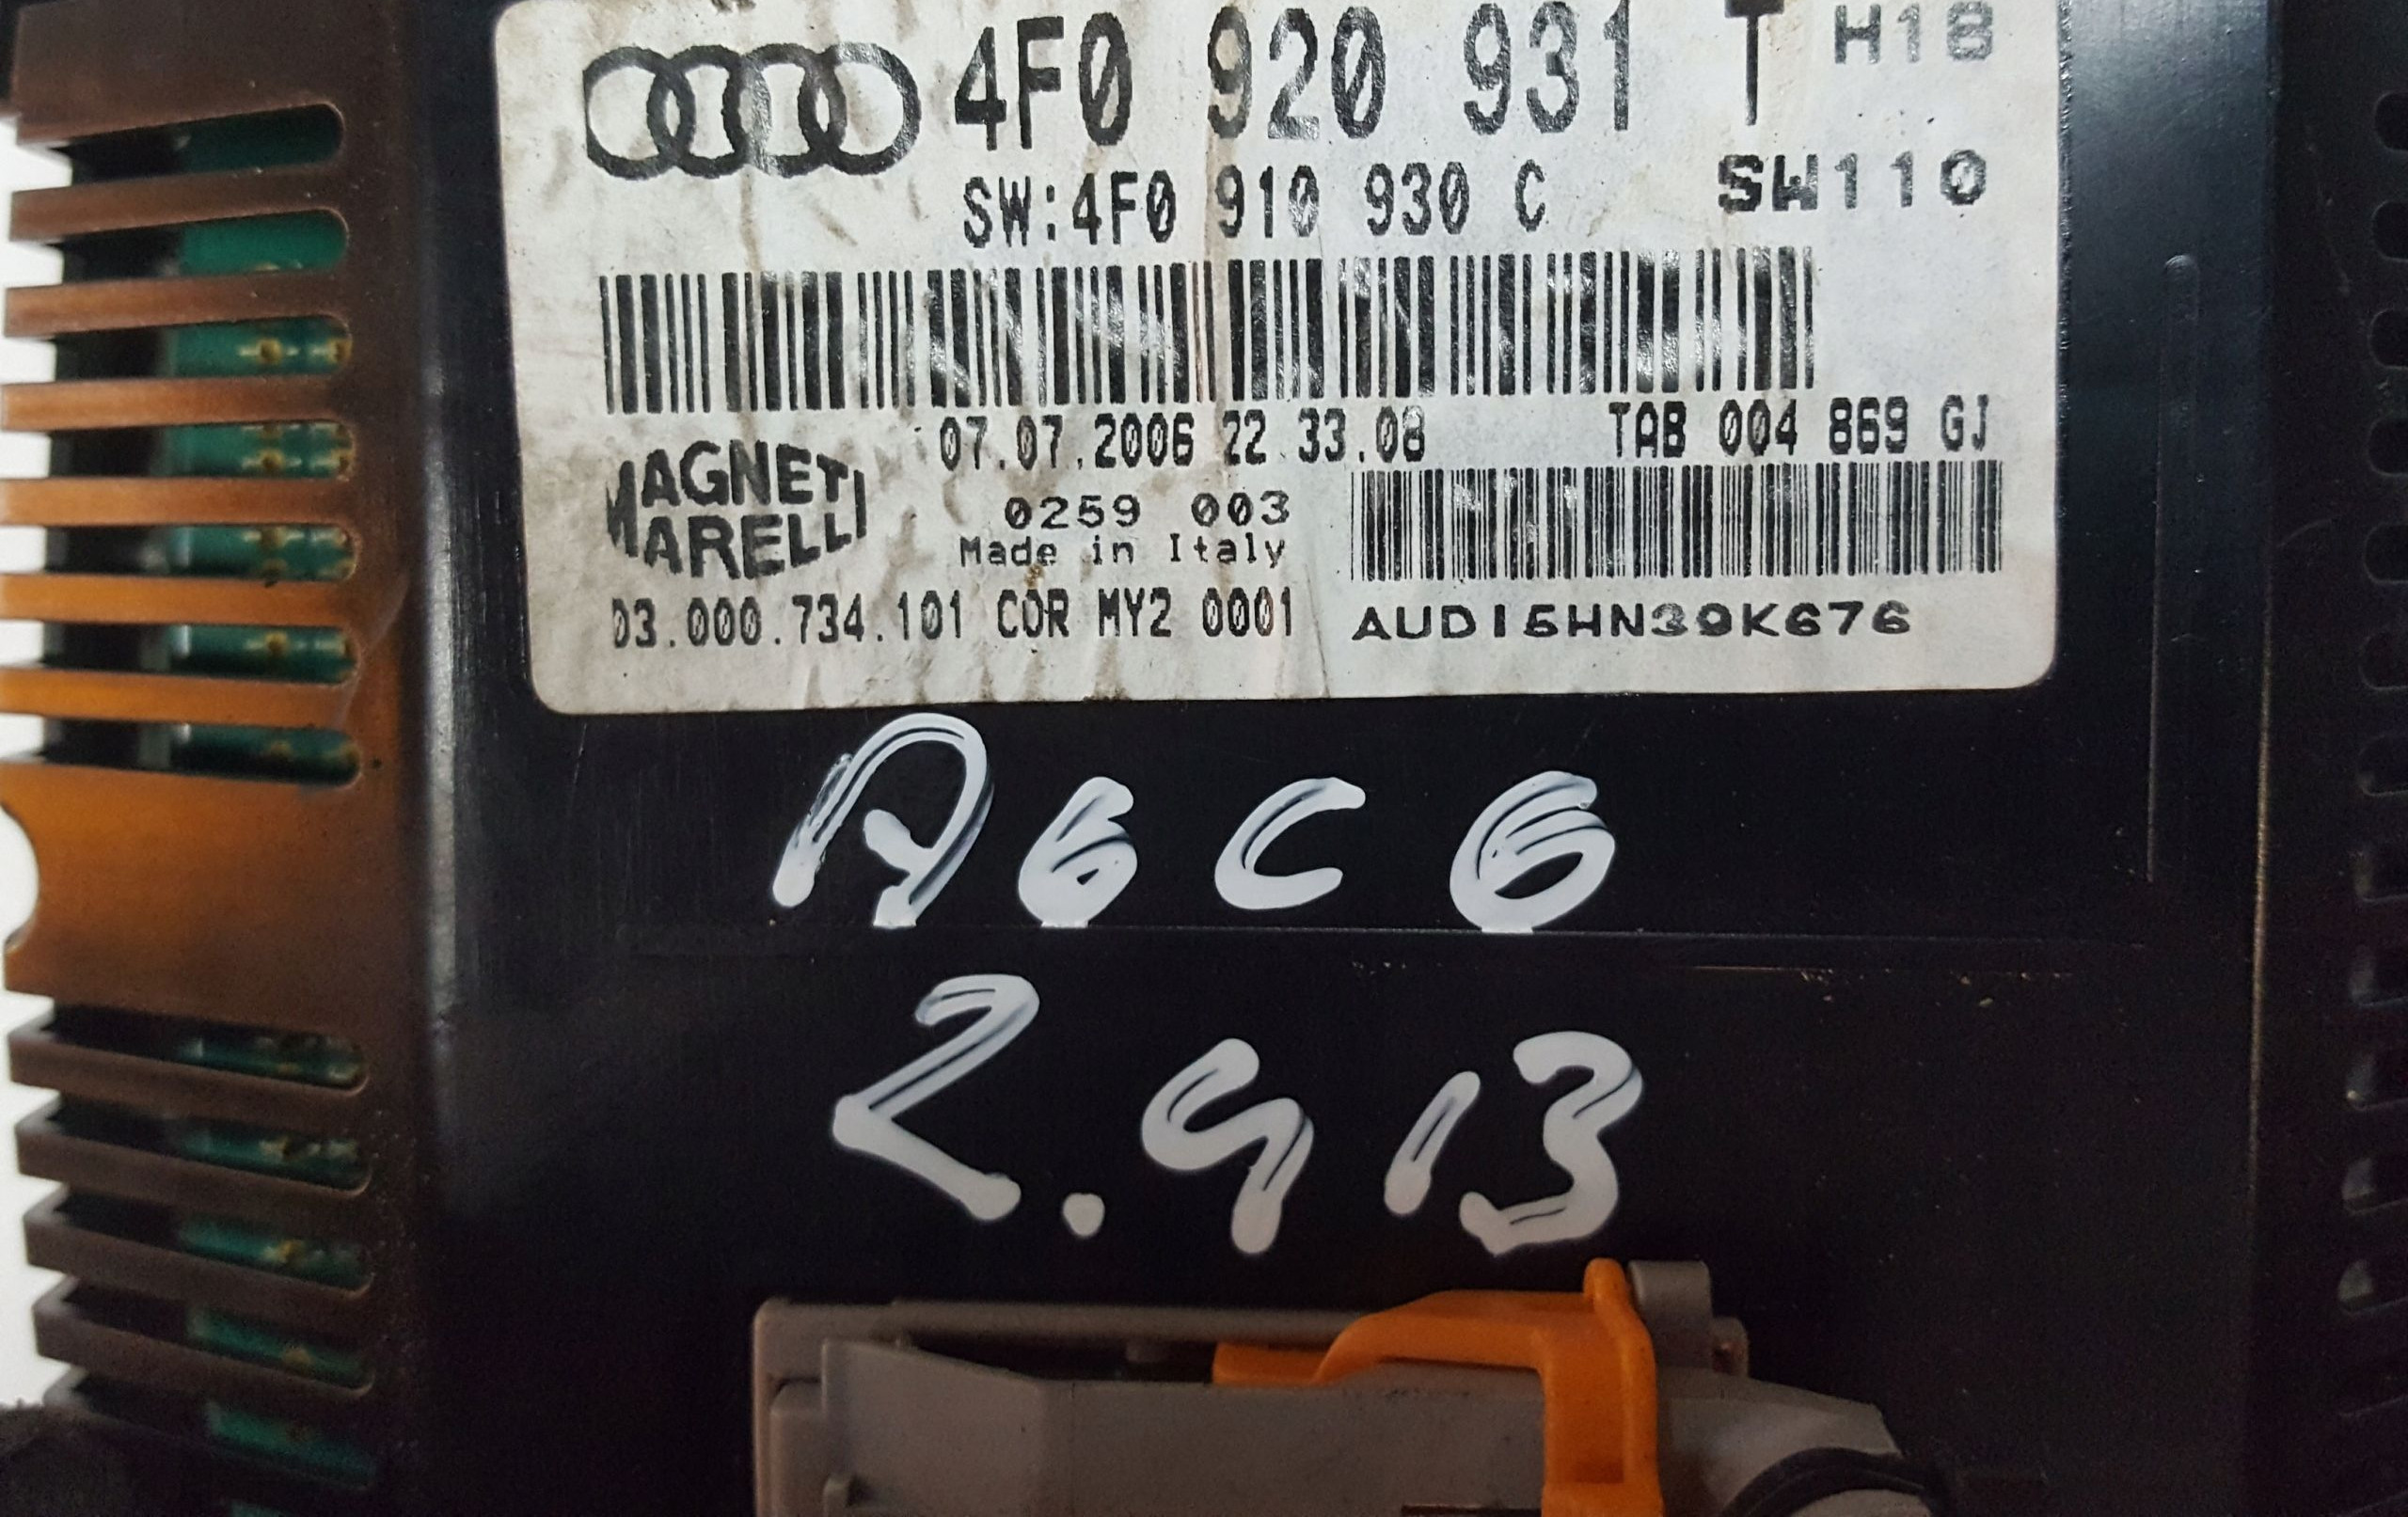 4F0 920 931 T H18
SW:4F0 910 930 C SW110
07.07.2006 22.33.08 TAB 004 869 GJ
MAGNETI
MARELLI
0259 003
Made in Italy
03.000.734.101 COR MY2 0001
AUDI5HN39K676
A6C6
2.913